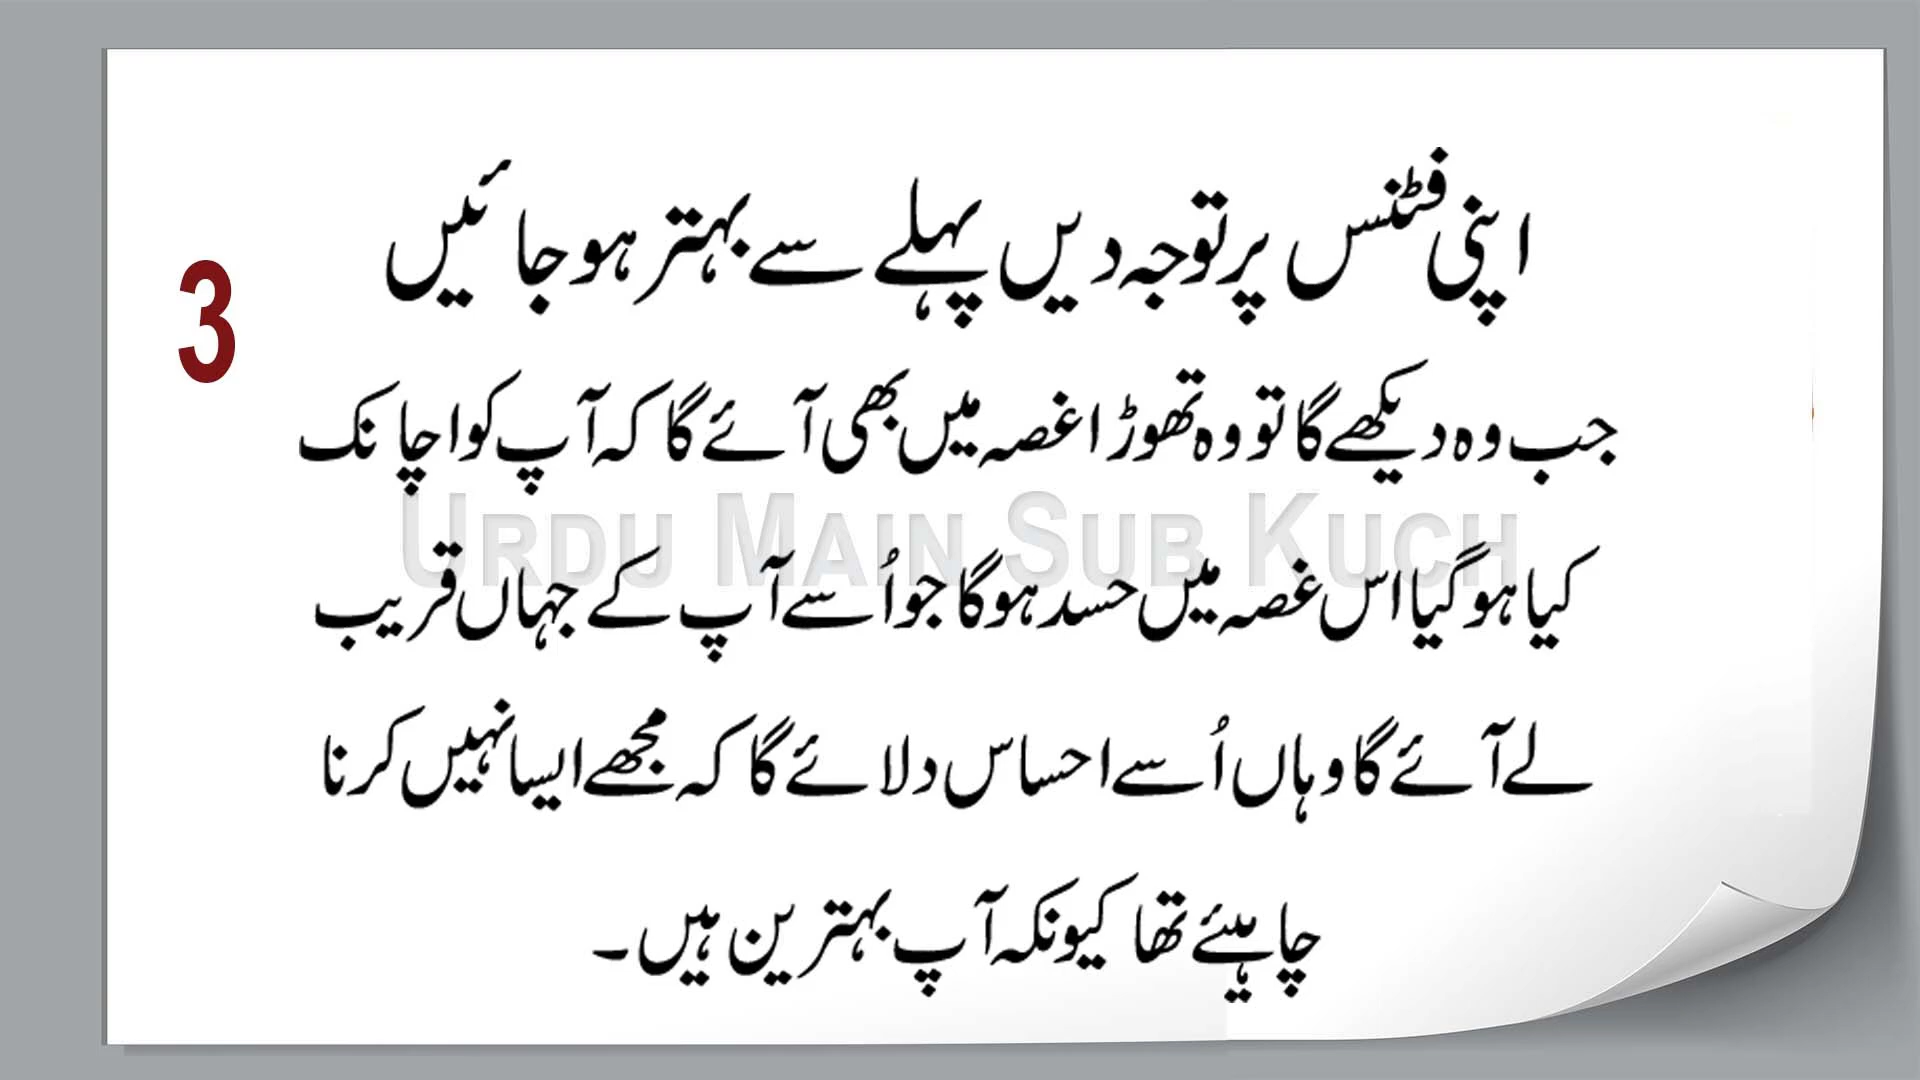 3
اپنی فٹنس پر توجہ دیں پہلے سے بہتر ہو جائیں
جب وہ دیکھے گا تو وہ تھوڑا غصہ میں بھی آئے گا کہ آپ کو اچانک
URDU MAIN SUB KUCH
کیا ہو گیا اس غصہ میں حسد ہوگا جو اُسے آپ کے جہاں قریب
لے آئے گا وہاں اُسے احساس دلائے گا کہ مجھے ایسا نہیں کرنا
چاہیئے تھا کیونکہ آپ بہترین ہیں۔